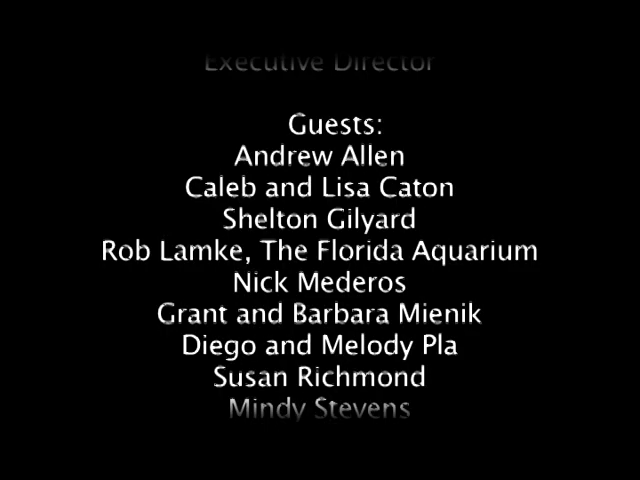 Executive Director
Guests:
Andrew Allen
Caleb and Lisa Caton
Shelton Gilyard
Rob Lamke, The Florida Aquarium
Nick Mederos
Grant and Barbara Mienik
Diego and Melody Pla
Susan Richmond
Mindy Stevens